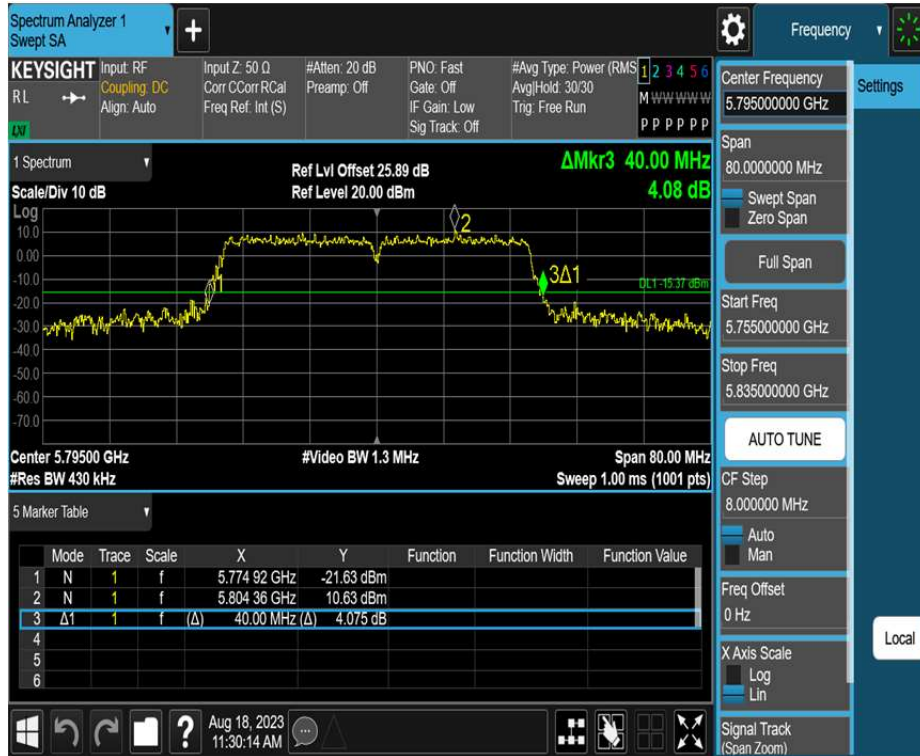 Spectrum Analyzer 1
Swept SA
+
Frequency
KEYSIGHT
RL
LXI
Input: RF
Coupling: DC
Align: Auto
Input Z: 50 Ω
Corr CCorr RCal
Freq Ref: Int (S)
#Atten: 20 dB
Preamp: Off
PNO: Fast
Gate: Off
IF Gain: Low
Sig Track: Off
#Avg Type: Power (RMS
Avg|Hold: 30/30
Trig: Free Run
1 2 3 4 5 6
M W W W W W
P P P P P P
1 Spectrum
Scale/Div 10 dB
Ref Lvl Offset 25.89 dB
Ref Level 20.00 dBm
ΔMkr3 40.00 MHz
4.08 dB
Log
10.0
0.00
-10.0
-20.0
-30.0
-40.0
-50.0
-60.0
-70.0
2
3Δ1
DL1 -15.37 dBm
Center 5.79500 GHz
#Video BW 1.3 MHz
Span 80.00 MHz
#Res BW 430 kHz
Sweep 1.00 ms (1001 pts)
5 Marker Table
Mode Trace Scale X Y Function Function Width Function Value
1 N 1 f 5.774 92 GHz -21.63 dBm
2 N 1 f 5.804 36 GHz 10.63 dBm
3 Δ1 1 f (Δ) 40.00 MHz (Δ) 4.075 dB
4
5
6
?
Aug 18, 2023
11:30:14 AM
Center Frequency
5.795000000 GHz
Settings
Span
80.0000000 MHz
Swept Span
Zero Span
Full Span
Start Freq
5.755000000 GHz
Stop Freq
5.835000000 GHz
AUTO TUNE
CF Step
8.000000 MHz
Auto
Man
Freq Offset
0 Hz
Local
X Axis Scale
Log
Lin
Signal Track
(Span Zoom)